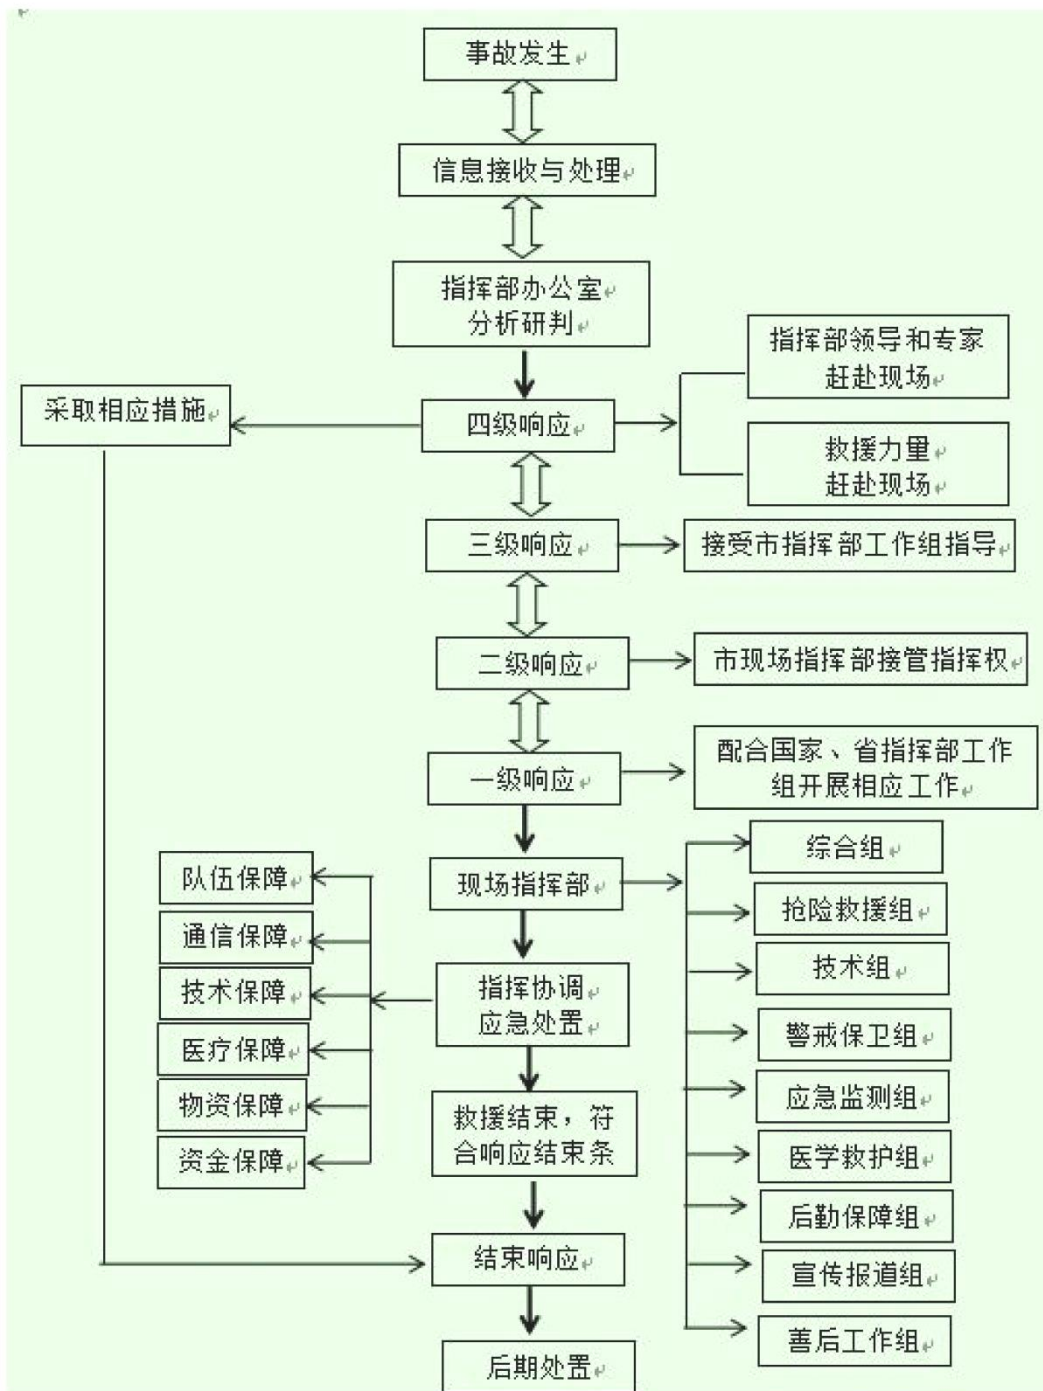 事故发生
信息接收与处理
指挥部办公室
分析研判
指挥部领导和专家
赶赴现场
采取相应措施
四级响应
救援力量
赶赴现场
三级响应
接受市指挥部工作组指导
二级响应
市现场指挥部接管指挥权
一级响应
配合国家、省指挥部工作
组开展相应工作
现场指挥部
综合组
抢险救援组
技术组
警戒保卫组
应急监测组
医学救护组
后勤保障组
宣传报道组
善后工作组
队伍保障
通信保障
技术保障
医疗保障
物资保障
资金保障
指挥协调
应急处置
救援结束，符
合响应结束条
结束响应
后期处置